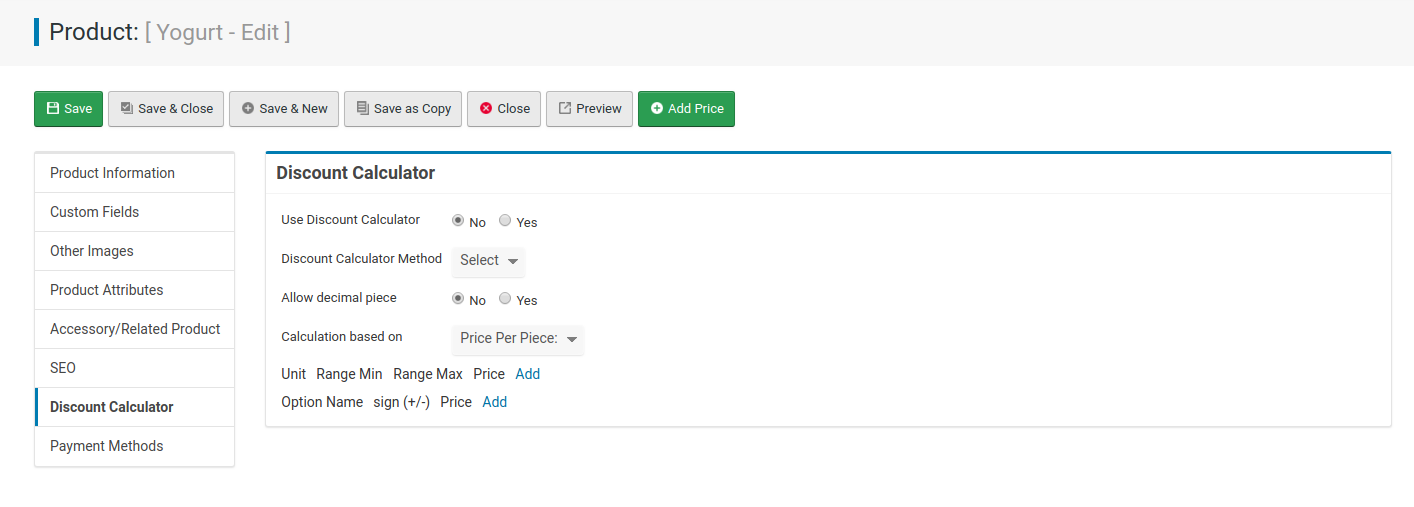 Product: [ Yogurt - Edit ]
Save Save & Close Save & New Save as Copy Close Preview Add Price
Product Information
Custom Fields
Other Images
Product Attributes
Accessory/Related Product
SEO
Discount Calculator
Payment Methods
Discount Calculator
Use Discount Calculator No Yes
Discount Calculator Method Select
Allow decimal piece No Yes
Calculation based on Price Per Piece:
Unit Range Min Range Max Price Add
Option Name sign (+/-) Price Add